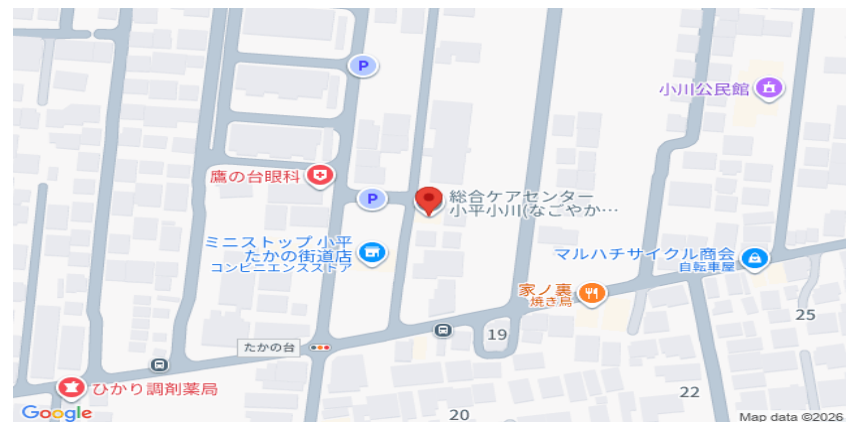 P
小川公民館
鷹の台眼科
P
総合ケアセンター
小平小川(なごやか…
ミニストップ 小平
たかの街道店
コンビニエンスストア
マルハチサイクル商会
自転車屋
家ノ裏
焼き鳥
25
19
たかの台
ひかり調剤薬局
22
20
Google
Map data ©2026